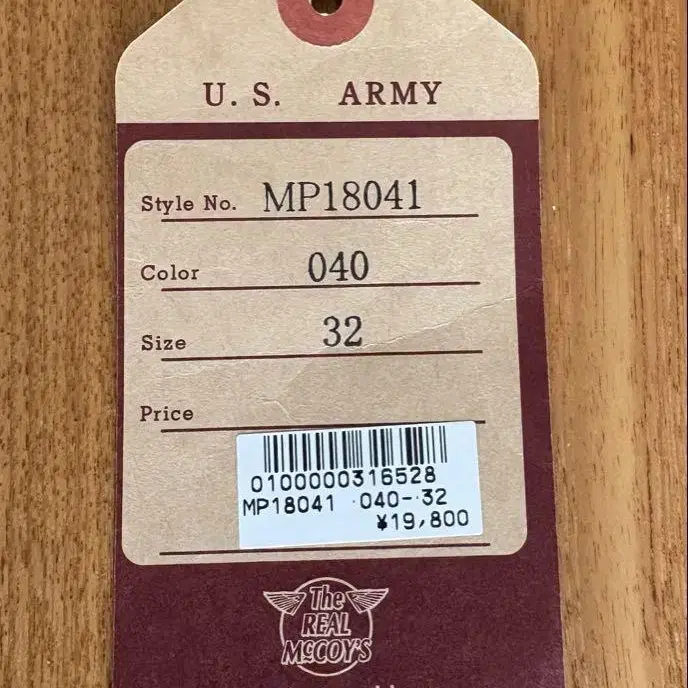 U. S. ARMY
Style No. MP18041
Color 040
Size 32
Price
0100000316528
MP18041 040- 32
¥19,800
The
REAL
McCOY'S